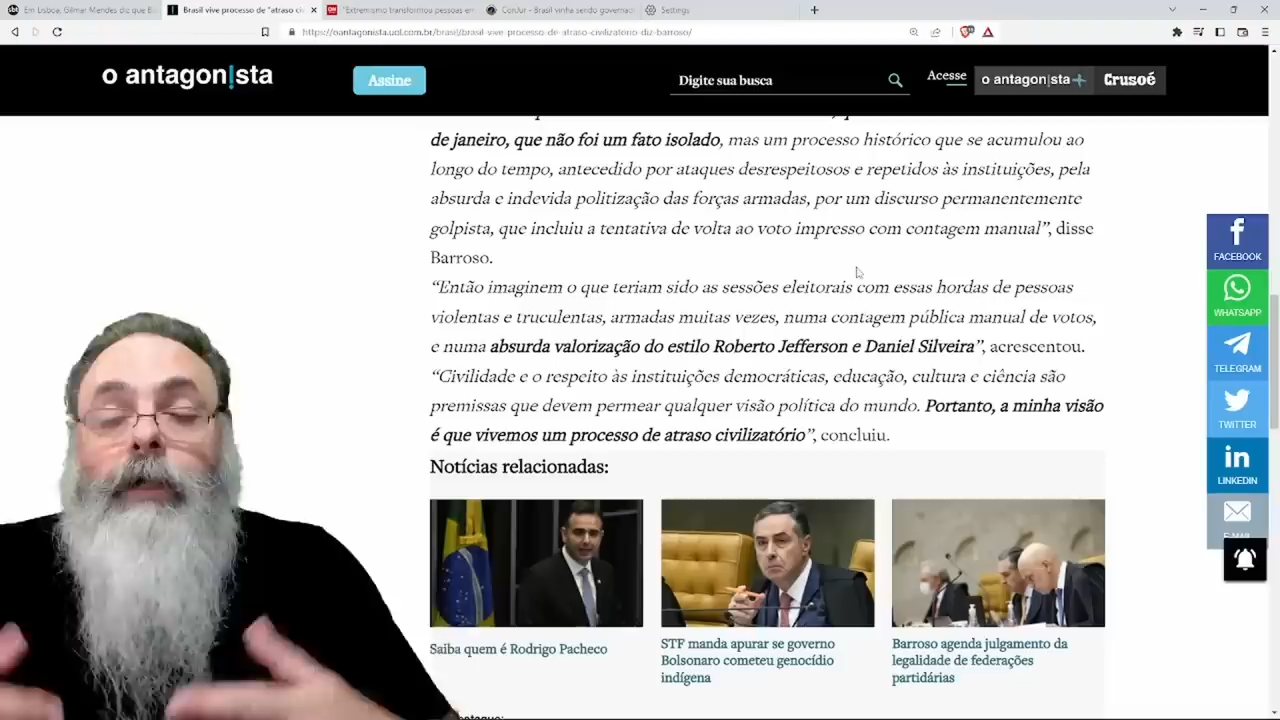 Em Lisboa, Gilmar Mendes diz que B
Brasil vive processo de "atraso civ
"Extremismo transformou pessoas em
ConJur - Brasil vinha sendo governad
Settings
https://oantagonista.uol.com.br/brasil/brasil-vive-processo-de-atraso-civilizatorio-diz-barroso/
o antagon!sta
Assine
Digite sua busca
Acesse
o antagon|sta+
Crusoé
de janeiro, que não foi um fato isolado, mas um processo histórico que se acumulou ao
longo do tempo, antecedido por ataques desrespeitosos e repetidos às instituições, pela
absurda e indevida politização das forças armadas, por um discurso permanentemente
golpista, que incluiu a tentativa de volta ao voto impresso com contagem manual”, disse
Barroso.
“Então imaginem o que teriam sido as sessões eleitorais com essas hordas de pessoas
violentas e truculentas, armadas muitas vezes, numa contagem pública manual de votos,
e numa absurda valorização do estilo Roberto Jefferson e Daniel Silveira”, acrescentou.
“Civilidade e o respeito às instituições democráticas, educação, cultura e ciência são
premissas que devem permear qualquer visão política do mundo. Portanto, a minha visão
é que vivemos um processo de atraso civilizatório”, concluiu.
Notícias relacionadas:
Saiba quem é Rodrigo Pacheco
STF manda apurar se governo
Bolsonaro cometeu genocídio
indígena
Barroso agenda julgamento da
legalidade de federações
partidárias
FACEBOOK
WHATSAPP
TELEGRAM
TWITTER
LINKEDIN